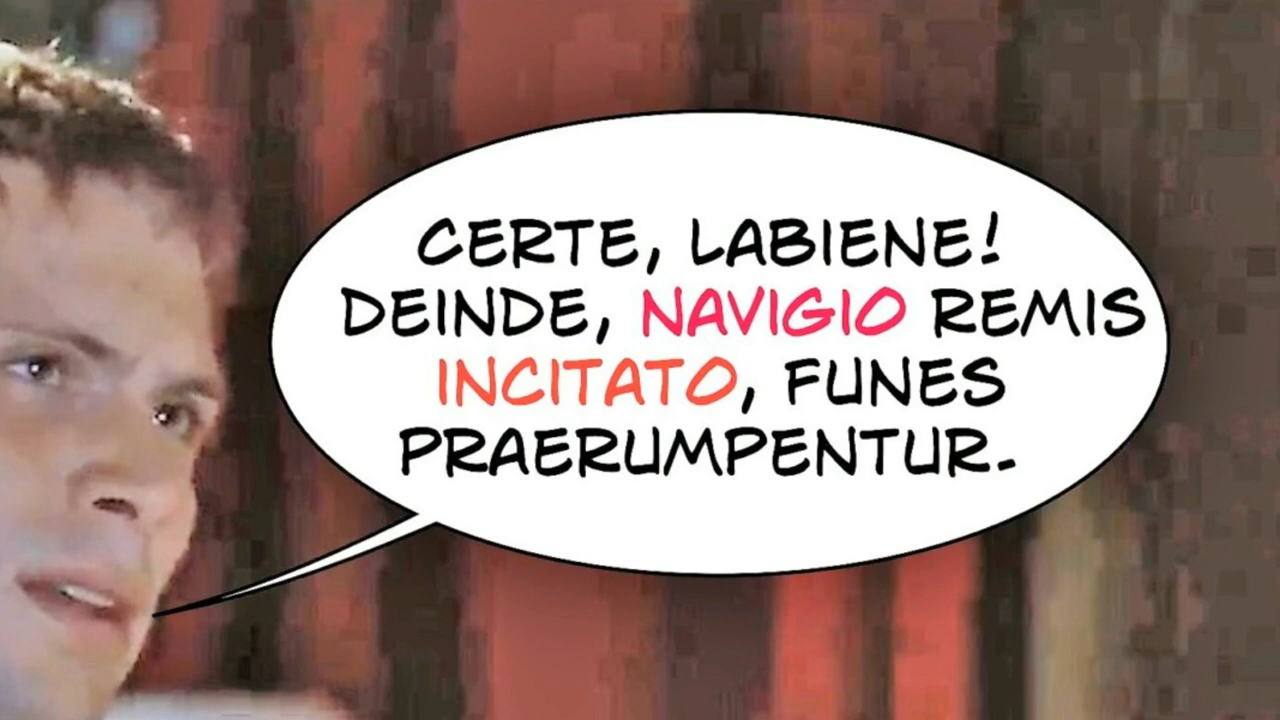 CERTE, LABIENE!
DEINDE, NAVIGIO REMIS
INCITATO, FUNES
PRAERUMPENTUR.